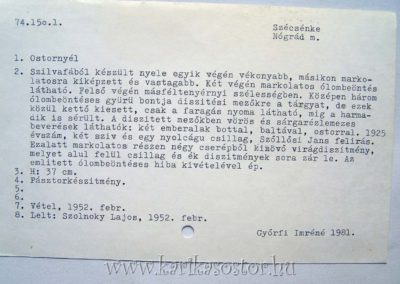 74.150.1.
Szécsénke
Nógrád m.
1. Ostornyél
2. Szilvafából készült nyele egyik végén vékonyabb, másikon marko-
latosra kiképzett és vastagabb. Két végén markolatos ólombeöntés
látható. Felső végén másféltenyérnyi szélességben. Középen három
ólombeöntéses gyűrű bontja díszítési mezőkre a tárgyat, de ezek
közül kettő kiesett, csak a faragás nyoma látható, míg a harma-
dik is sérült. A díszített mezőkben vörös és sárgarézlemezes
beverések láthatók: két emberalak bottal, baltával, ostorral. 1925
évszám, két szív és egy nyolcágu csillag, Szőllősi Jans felirás.
Ezalatt markolatos részen négy cserépből kinövő virágdíszítmény,
melyet alul felül csillag és ék díszítmények sora zár le. Az
emlitett ólombeöntéses hiba kivételével ép.
3. H: 37 cm.
4. Pásztorkészítmény.
5.
6.
7. Vétel, 1952. febr.
8. Lelt: Szolnoky Lajos, 1952. febr.
Győrfi Imréné 1981.
www.karikasostor.hu